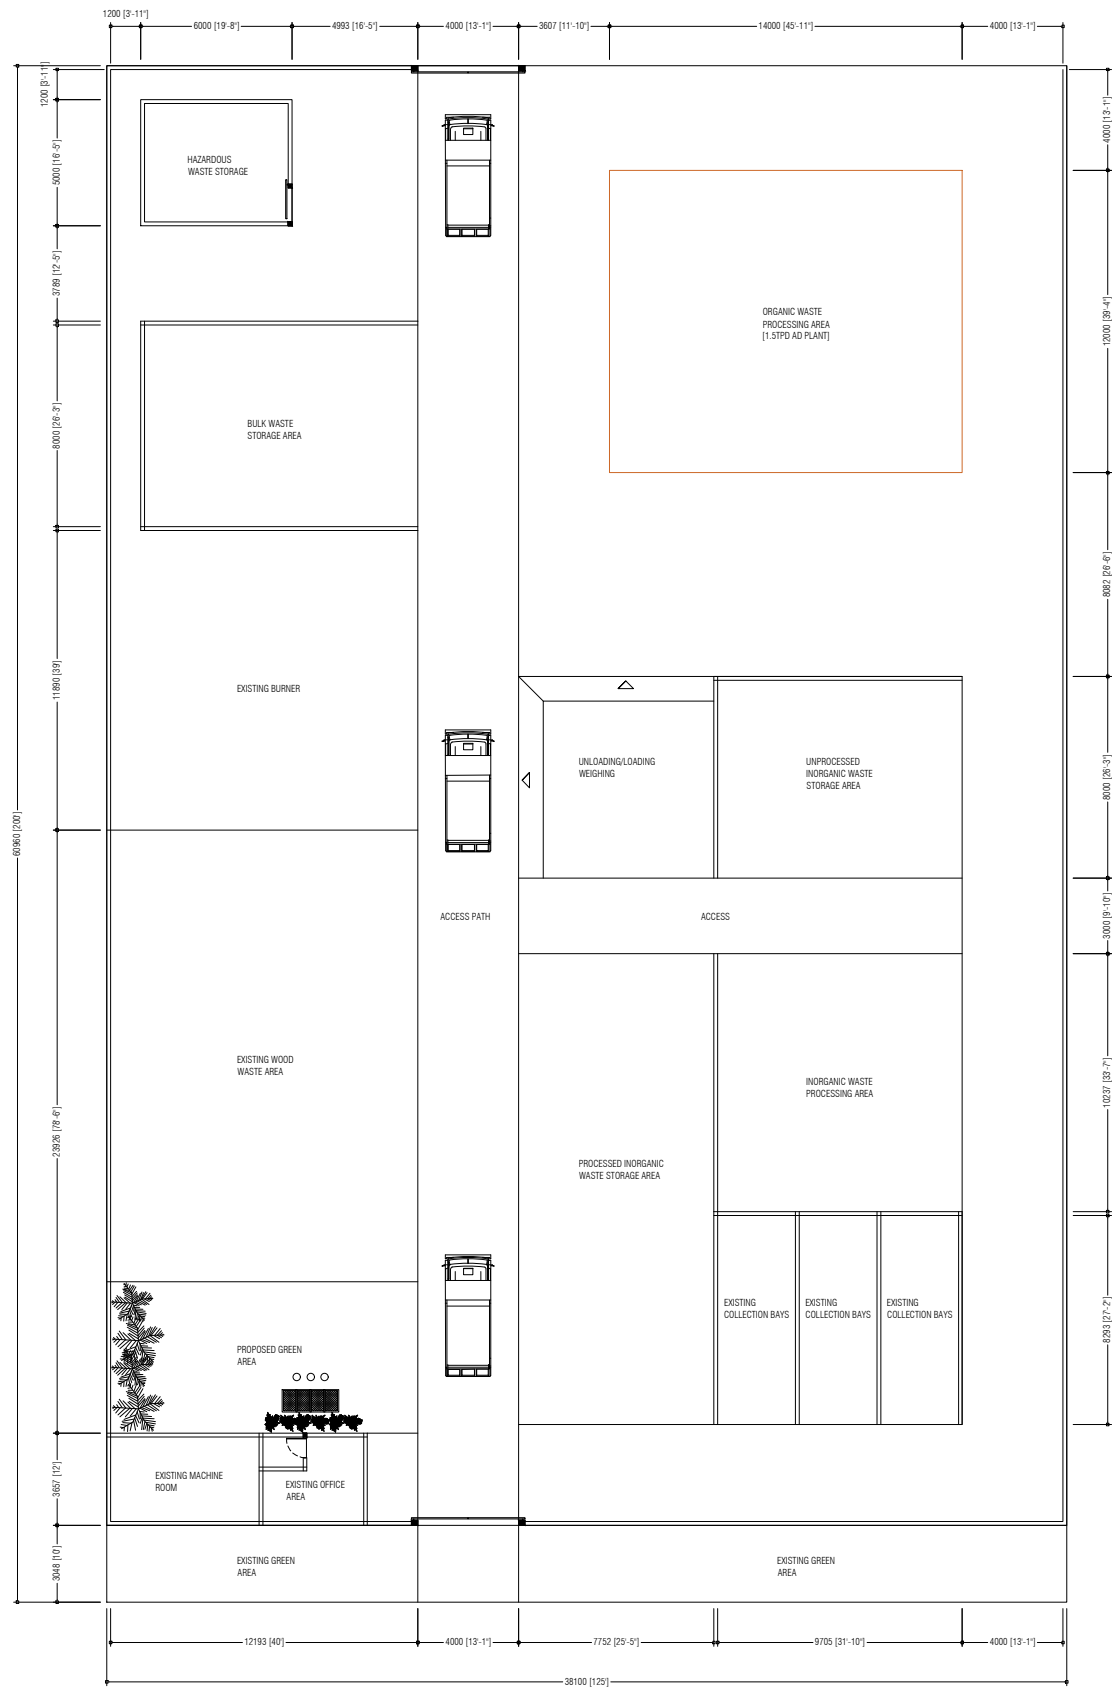 1200 [3'-11"]
6000 [19'-8"]
4993 [16'-5"]
4000 [13'-1"]
3607 [11'-10"]
14000 [45'-11"]
4000 [13'-1"]
1200 [3'-11"]
5000 [16'-5"]
3789 [12'-5"]
8000 [26'-3"]
11890 [39']
23926 [78'-6"]
3657 [12']
3048 [10']
60960 [200']
HAZARDOUS
WASTE STORAGE
BULK WASTE
STORAGE AREA
EXISTING BURNER
EXISTING WOOD
WASTE AREA
PROPOSED GREEN
AREA
EXISTING MACHINE
ROOM
EXISTING OFFICE
AREA
EXISTING GREEN
AREA
ACCESS PATH
ORGANIC WASTE
PROCESSING AREA
[1.5TPD AD PLANT]
UNLOADING/LOADING
WEIGHING
UNPROCESSED
INORGANIC WASTE
STORAGE AREA
ACCESS
INORGANIC WASTE
PROCESSING AREA
PROCESSED INORGANIC
WASTE STORAGE AREA
EXISTING
COLLECTION BAYS
EXISTING
COLLECTION BAYS
EXISTING
COLLECTION BAYS
EXISTING GREEN
AREA
4000 [13'-1"]
12000 [39'-4"]
8082 [26'-6"]
8000 [26'-3"]
3000 [9'-10"]
10237 [33'-7"]
8293 [27'-2"]
12193 [40']
4000 [13'-1"]
7752 [25'-5"]
9705 [31'-10"]
4000 [13'-1"]
38100 [125']